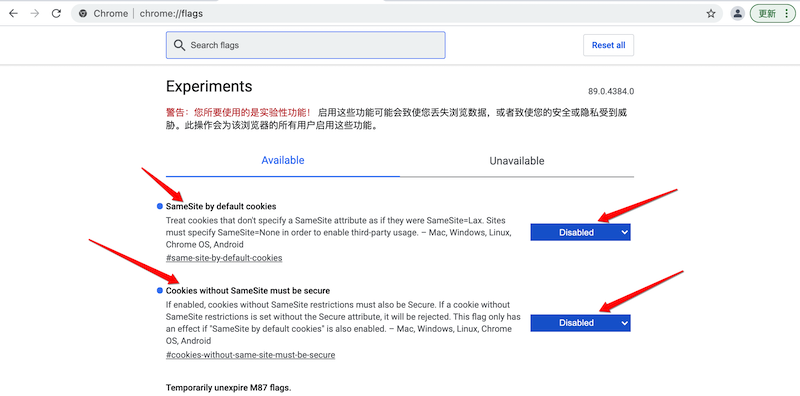 Chrome | chrome://flags
更新
Search flags
Reset all
Experiments
89.0.4384.0
警告：您所要使用的是实验性功能！ 启用这些功能可能会致使您丢失浏览数据，或者致使您的安全或隐私受到威
胁。此操作会为该浏览器的所有用户启用这些功能。
Available
Unavailable
SameSite by default cookies
Treat cookies that don't specify a SameSite attribute as if they were SameSite=Lax. Sites
must specify SameSite=None in order to enable third-party usage. – Mac, Windows, Linux,
Chrome OS, Android
#same-site-by-default-cookies
Disabled
Cookies without SameSite must be secure
If enabled, cookies without SameSite restrictions must also be Secure. If a cookie without
SameSite restrictions is set without the Secure attribute, it will be rejected. This flag only has
an effect if "SameSite by default cookies" is also enabled. – Mac, Windows, Linux, Chrome
OS, Android
#cookies-without-same-site-must-be-secure
Disabled
Temporarily unexpire M87 flags.